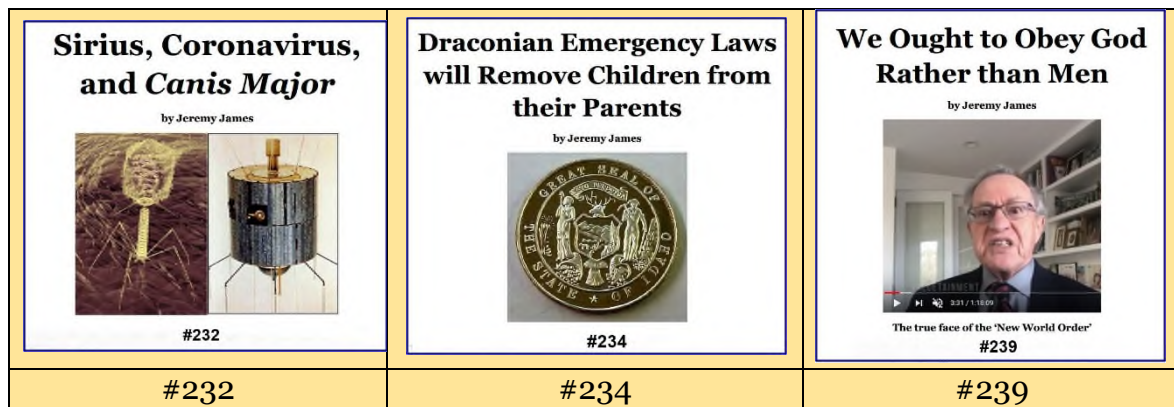 Sirius, Coronavirus,
and Canis Major
by Jeremy James
#232
Draconian Emergency Laws
will Remove Children from
their Parents
by Jeremy James
GREAT SEAL OF
THE STATE ★ OF IDAHO
#234
We Ought to Obey God
Rather than Men
by Jeremy James
3:31 / 1:18:09
The true face of the ‘New World Order’
#239
#232
#234
#239